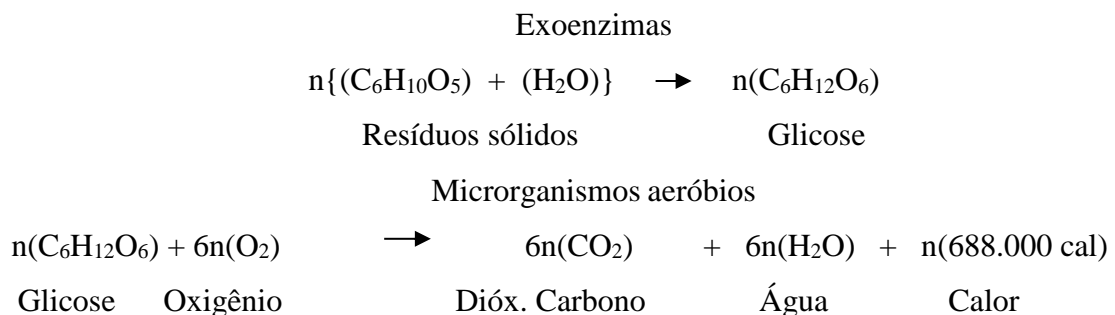 Exoenzimas
n{(C₆H₁₀O₅) + (H₂O)} → n(C₆H₁₂O₆)
Resíduos sólidos Glicose
Microrganismos aeróbios
n(C₆H₁₂O₆) + 6n(O₂) → 6n(CO₂) + 6n(H₂O) + n(688.000 cal)
Glicose Oxigênio Dióx. Carbono Água Calor